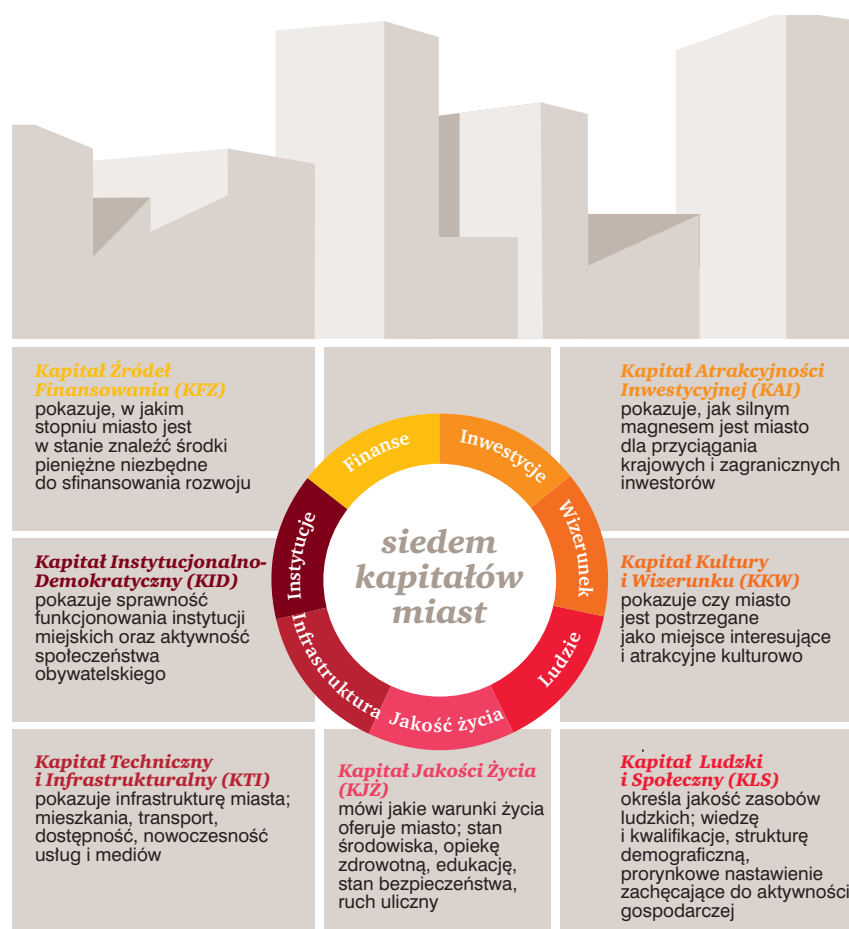 Kapitał Źródeł
Finansowania (KFZ)
pokazuje, w jakim
stopniu miasto jest
w stanie znaleźć środki
pieniężne niezbędne
do sfinansowania rozwoju
Kapitał Atrakcyjności
Inwestycyjnej (KAI)
pokazuje, jak silnym
magnesem jest miasto
dla przyciągania
krajowych i zagranicznych
inwestorów
Finanse
Inwestycje
Wizerunek
Ludzie
Jakość życia
Infrastruktura
Instytucje
siedem
kapitałów
miast
Kapitał Instytucjonalno-
Demokratyczny (KID)
pokazuje sprawność
funkcjonowania instytucji
miejskich oraz aktywność
społeczeństwa
obywatelskiego
Kapitał Kultury
i Wizerunku (KKW)
pokazuje czy miasto
jest postrzegane
jako miejsce interesujące
i atrakcyjne kulturowo
Kapitał Techniczny
i Infrastrukturalny (KTI)
pokazuje infrastrukturę miasta;
mieszkania, transport,
dostępność, nowoczesność
usług i mediów
Kapitał Jakości Życia
(KJŻ)
mówi jakie warunki życia
oferuje miasto; stan
środowiska, opiekę
zdrowotną, edukację,
stan bezpieczeństwa,
ruch uliczny
Kapitał Ludzki
i Społeczny (KLS)
określa jakość zasobów
ludzkich; wiedzę
i kwalifikacje, strukturę
demograficzną,
prorynkowe nastawienie
zachęcające do aktywności
gospodarczej